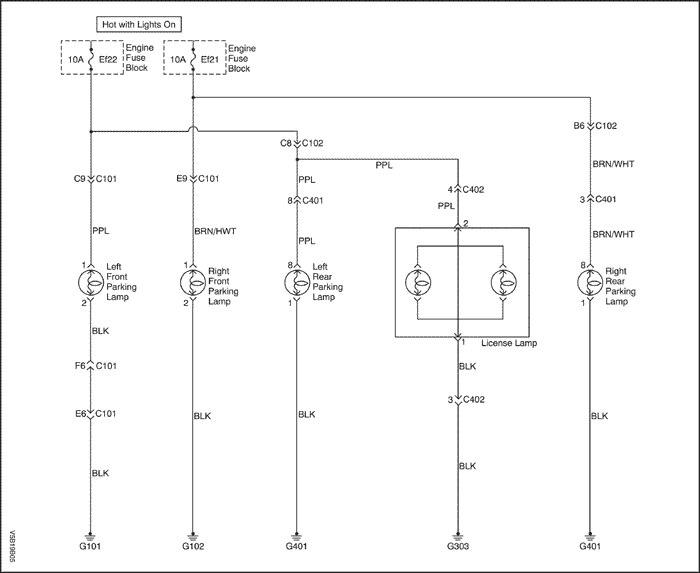 Hot with Lights On
10A Ef22
Engine
Fuse
Block
10A Ef21
Engine
Fuse
Block
B6 C102
C8 C102
BRN/WHT
PPL
C9 C101
E9 C101
PPL
4 C402
8 C401
3 C401
PPL
2
PPL
BRN/HWT
PPL
BRN/WHT
1
Left
Front
Parking
Lamp
2
1
Right
Front
Parking
Lamp
2
8
Left
Rear
Parking
Lamp
1
8
Right
Rear
Parking
Lamp
1
1
License Lamp
BLK
BLK
F6 C101
3 C402
E6 C101
BLK
BLK
BLK
BLK
BLK
G101
G102
G401
G303
G401
V5B19B05